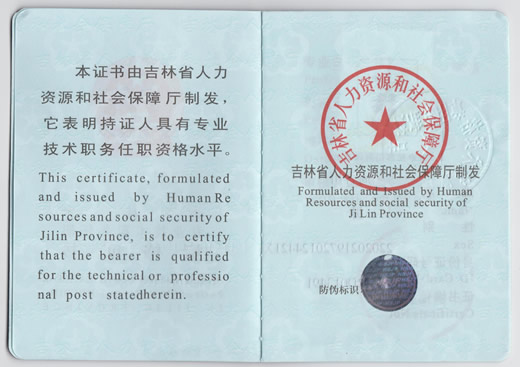 本证书由吉林省人力
资源和社会保障厅制发，
它表明持证人具有专业
技术职务任职资格水平。
This certificate, formulated
and issued by Human Re
sources and social security of
Jilin Province, is to certify
that the bearer is qualified
for the technical or professio
nal post statedherein.
吉林省人力资源和社会保障厅
吉林省人力资源和社会保障厅制发
Formulated and Issued by Human
Resources and social security of
Ji Lin Province
防伪标识: